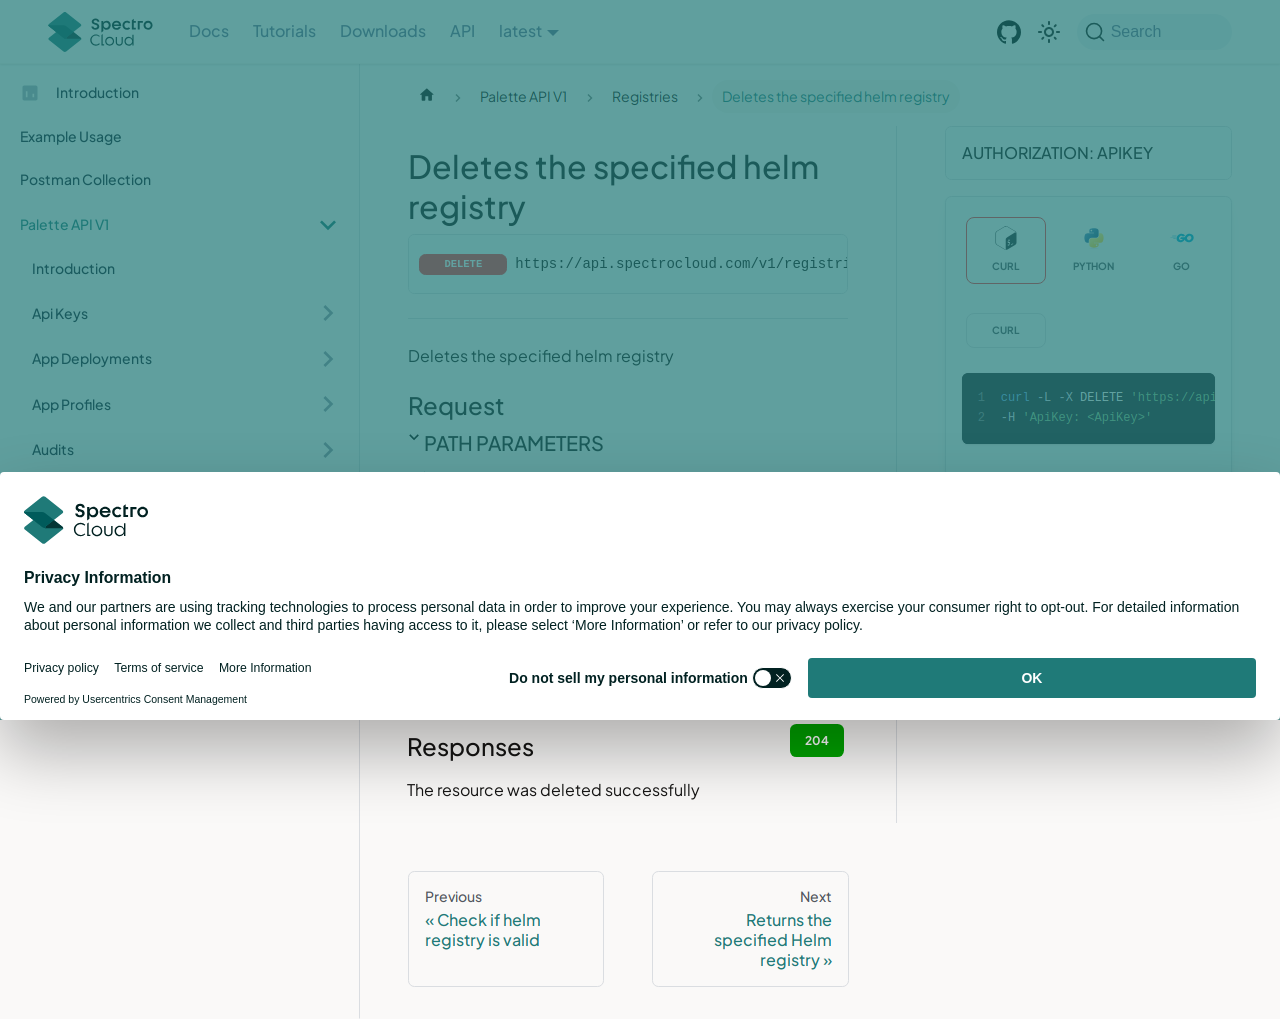 Spectro Cloud
Docs
Tutorials
Downloads
API
latest
Search
Introduction
Example Usage
Postman Collection
Palette API V1
Introduction
Api Keys
App Deployments
App Profiles
Audits
Palette API V1
Registries
Deletes the specified helm registry
Deletes the specified helm
registry
DELETE https://api.spectrocloud.com/v1/registri
Deletes the specified helm registry
Request
PATH PARAMETERS
AUTHORIZATION: APIKEY
CURL
PYTHON
GO
CURL
1 curl -L -X DELETE 'https://api
2 -H 'ApiKey: <ApiKey>'
Spectro
Cloud
Privacy Information
We and our partners are using tracking technologies to process personal data in order to improve your experience. You may always exercise your consumer right to opt-out. For detailed information
about personal information we collect and third parties having access to it, please select ‘More Information’ or refer to our privacy policy.
Privacy policy
Terms of service
More Information
Powered by Usercentrics Consent Management
Do not sell my personal information
OK
Responses
204
The resource was deleted successfully
Previous
« Check if helm
registry is valid
Next
Returns the
specified Helm
registry »